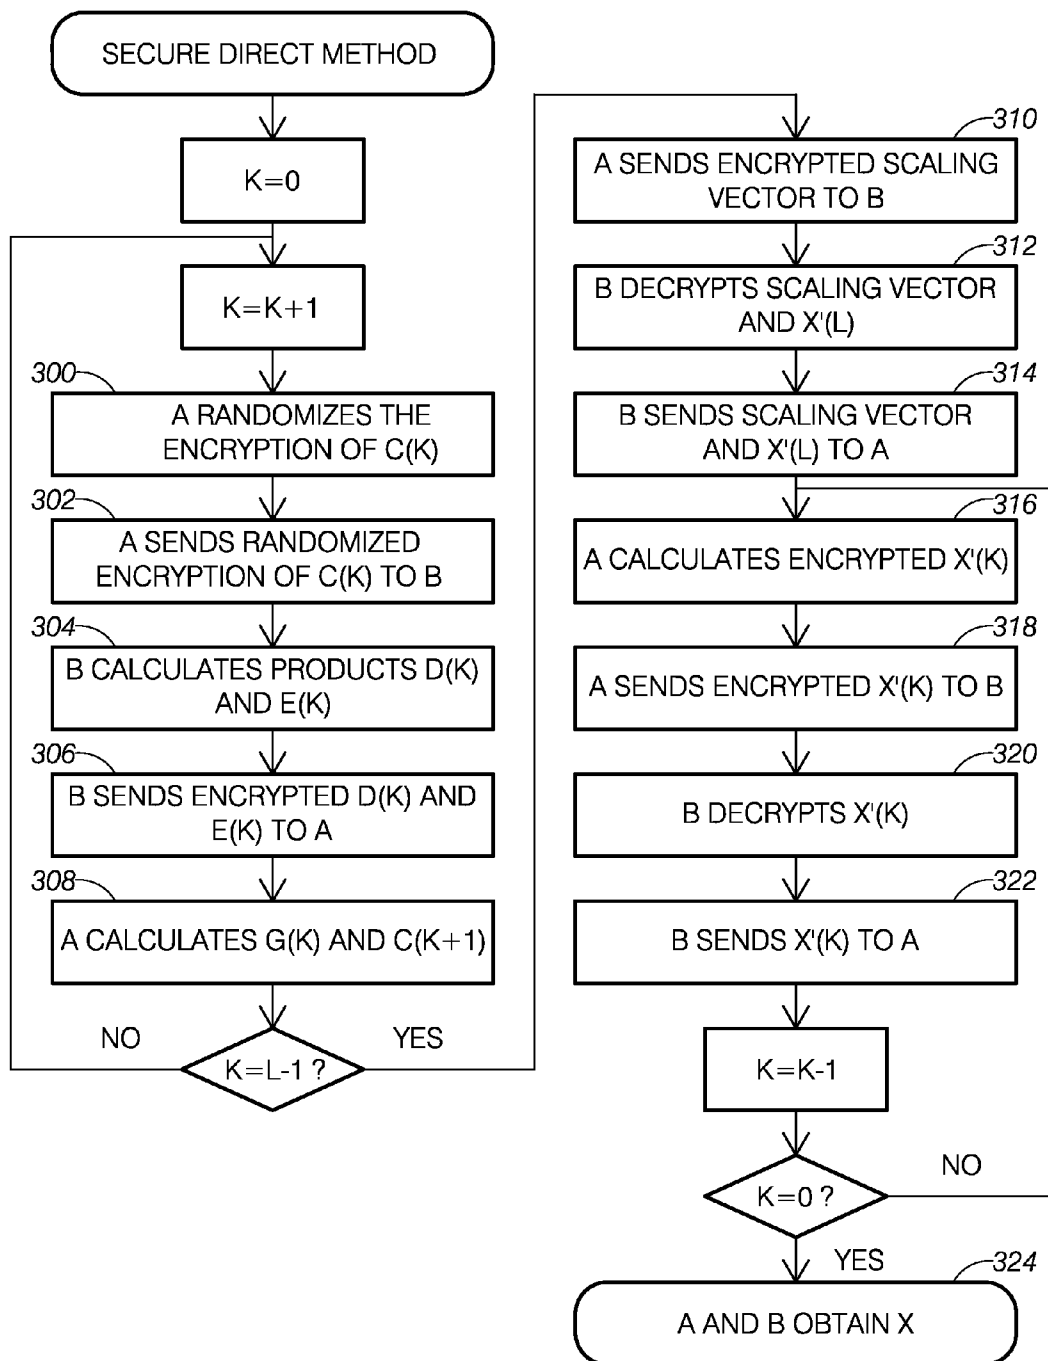 SECURE DIRECT METHOD
K=0
K=K+1
300
A RANDOMIZES THE
ENCRYPTION OF C(K)
302
A SENDS RANDOMIZED
ENCRYPTION OF C(K) TO B
304
B CALCULATES PRODUCTS D(K)
AND E(K)
306
B SENDS ENCRYPTED D(K) AND
E(K) TO A
308
A CALCULATES G(K) AND C(K+1)
NO
K=L-1 ?
YES
310
A SENDS ENCRYPTED SCALING
VECTOR TO B
312
B DECRYPTS SCALING VECTOR
AND X'(L)
314
B SENDS SCALING VECTOR
AND X'(L) TO A
316
A CALCULATES ENCRYPTED X'(K)
318
A SENDS ENCRYPTED X'(K) TO B
320
B DECRYPTS X'(K)
322
B SENDS X'(K) TO A
K=K-1
K=0 ?
NO
YES
324
A AND B OBTAIN X